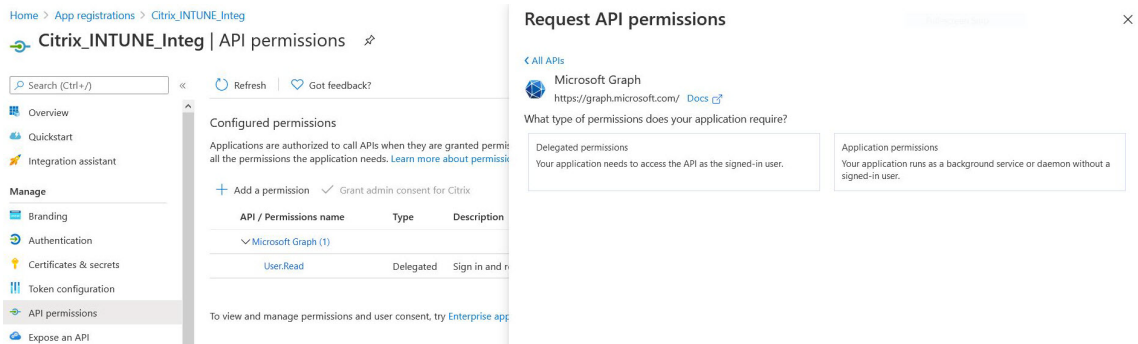 Home > App registrations > Citrix_INTUNE_Integ
Citrix_INTUNE_Integ | API permissions
Search (Ctrl+/)
«
Overview
Quickstart
Integration assistant
Manage
Branding
Authentication
Certificates & secrets
Token configuration
API permissions
Expose an API
Refresh
Got feedback?
Configured permissions
Applications are authorized to call APIs when they are granted permis
all the permissions the application needs. Learn more about permissio
+ Add a permission ✓ Grant admin consent for Citrix
API / Permissions name Type Description
Microsoft Graph (1)
User.Read Delegated Sign in and r
To view and manage permissions and user consent, try Enterprise app
Request API permissions
All APIs
Microsoft Graph
https://graph.microsoft.com/ Docs
What type of permissions does your application require?
Delegated permissions
Your application needs to access the API as the signed-in user.
Application permissions
Your application runs as a background service or daemon without a
signed-in user.